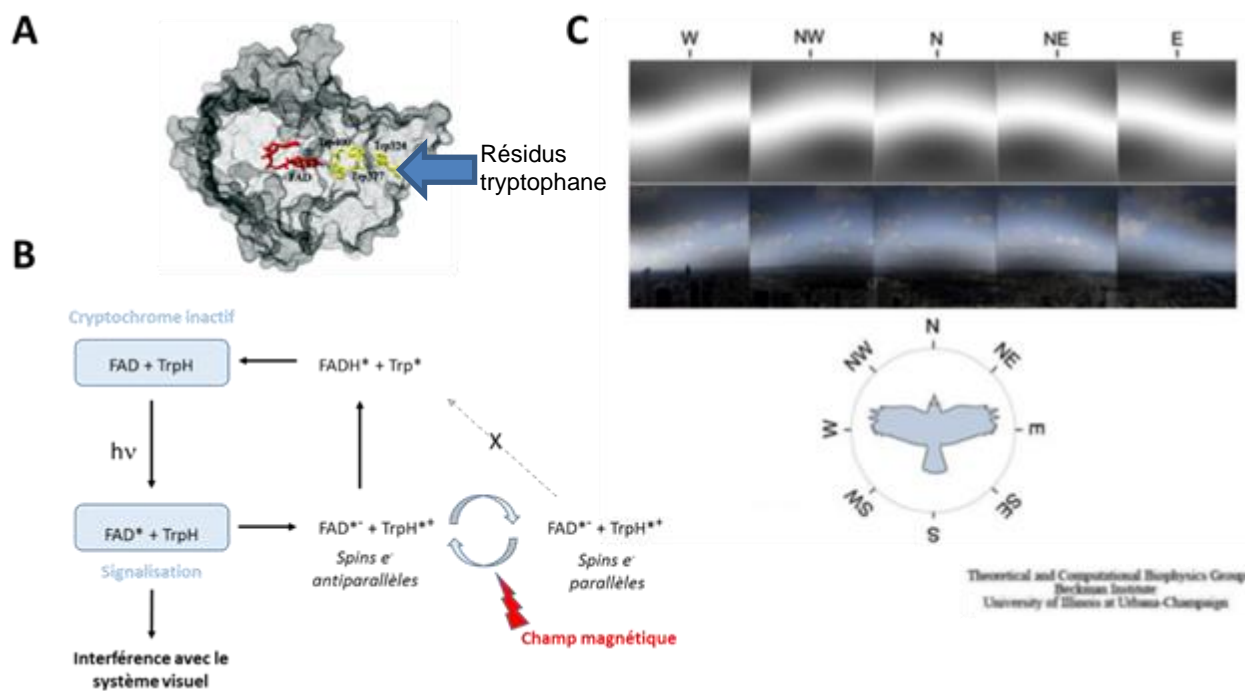 A
Trp400
Trp324
FAD
Trp377
Résidus
tryptophane
B
Cryptochrome inactif
FAD + TrpH
FADH* + Trp*
hν
X
FAD* + TrpH
FAD*⁻ + TrpH*⁺
FAD*⁻ + TrpH*⁺
Signalisation
Spins e⁻
antiparallèles
Spins e⁻
parallèles
Interférence avec le
système visuel
Champ magnétique
C
W NW N NE E
N
NW NE
W E
SW SE
S
Theoretical and Computational Biophysics Group
Beckman Institute
University of Illinois at Urbana-Champaign